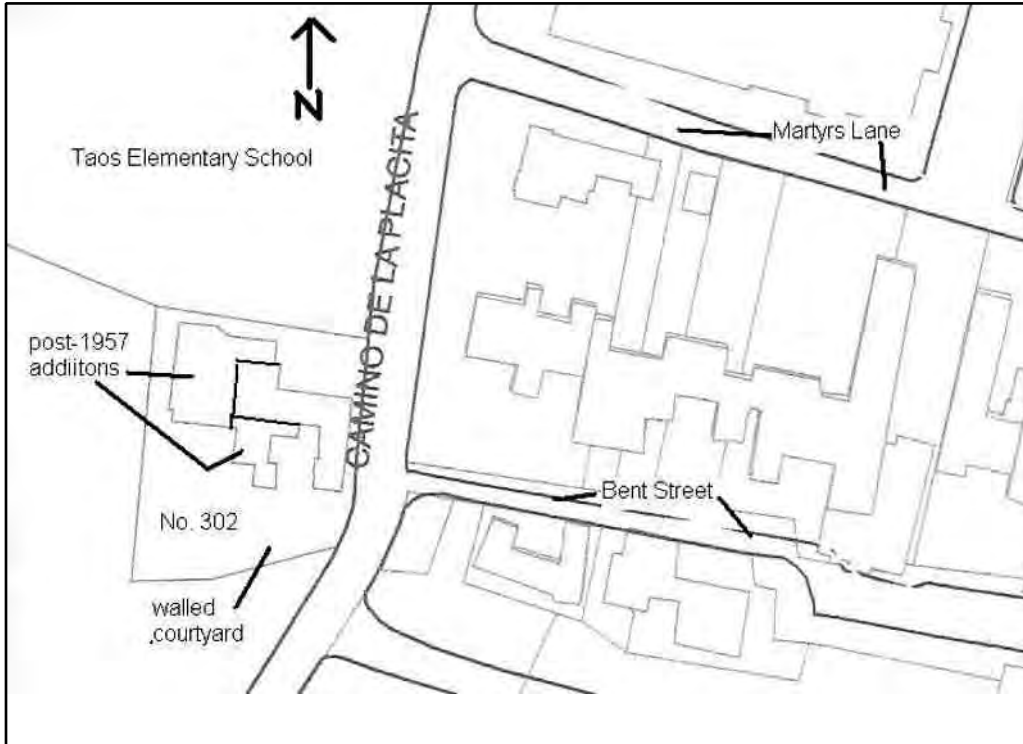 N
Taos Elementary School
Martyrs Lane
CAMINO DE LA PLACITA
post-1957
addiitons
Bent Street
No. 302
walled
courtyard